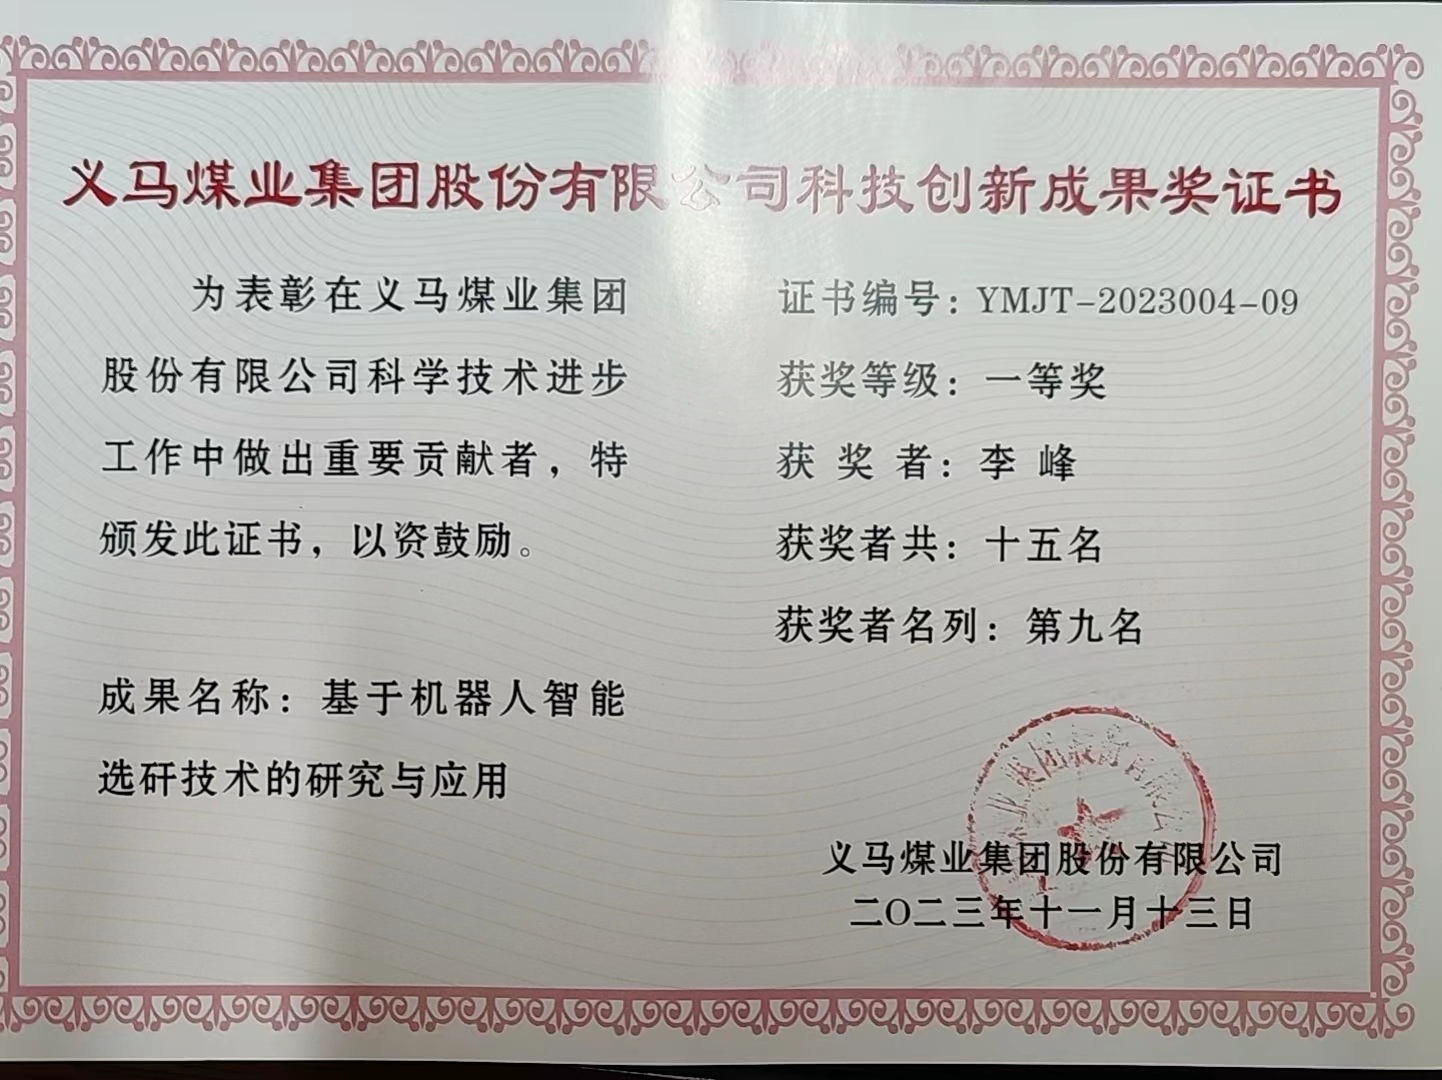 义马煤业集团股份有限公司科技创新成果奖证书
为表彰在义马煤业集团
股份有限公司科学技术进步
工作中做出重要贡献者，特
颁发此证书，以资鼓励。
成果名称：基于机器人智能
选矸技术的研究与应用
证书编号：YMJT-2023004-09
获奖等级：一等奖
获奖者：李峰
获奖者共：十五名
获奖者名列：第九名
义马煤业集团股份有限公司
二〇二三年十一月十三日